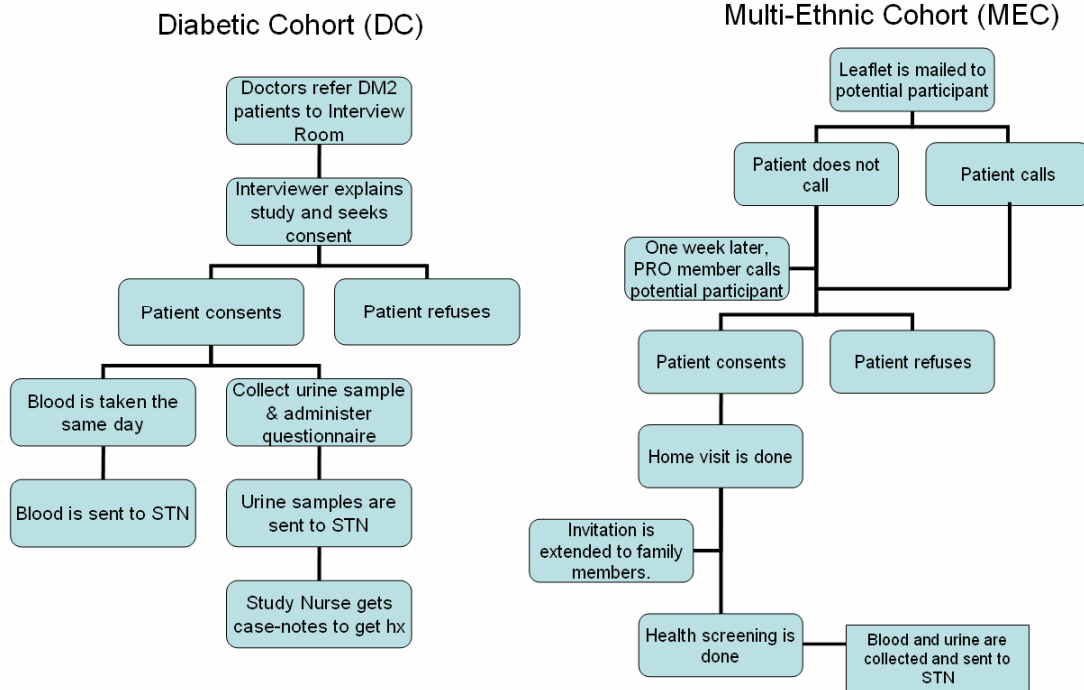 Diabetic Cohort (DC)
Doctors refer DM2
patients to Interview
Room
Interviewer explains
study and seeks
consent
Patient consents
Patient refuses
Blood is taken the
same day
Collect urine sample
& administer
questionnaire
Blood is sent to STN
Urine samples are
sent to STN
Study Nurse gets
case-notes to get hx
Multi-Ethnic Cohort (MEC)
Leaflet is mailed to
potential participant
Patient does not
call
Patient calls
One week later,
PRO member calls
potential participant
Patient consents
Patient refuses
Home visit is done
Invitation is
extended to family
members.
Health screening is
done
Blood and urine are
collected and sent to
STN